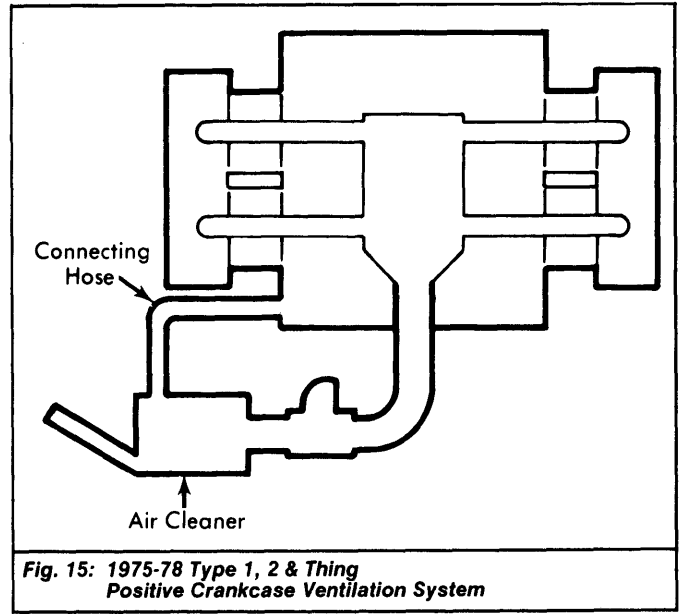 Connecting
Hose
Air Cleaner
Fig. 15: 1975-78 Type 1, 2 & Thing
Positive Crankcase Ventilation System